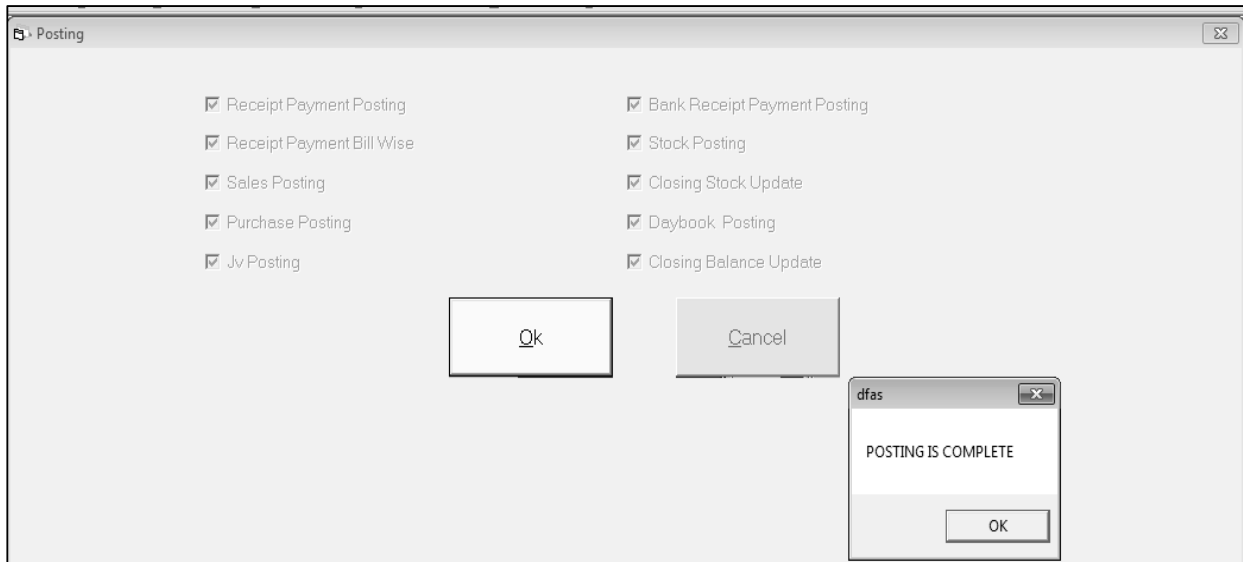 Posting
Receipt Payment Posting
Receipt Payment Bill Wise
Sales Posting
Purchase Posting
Jv Posting
Bank Receipt Payment Posting
Stock Posting
Closing Stock Update
Daybook Posting
Closing Balance Update
Ok
Cancel
dfas
POSTING IS COMPLETE
OK